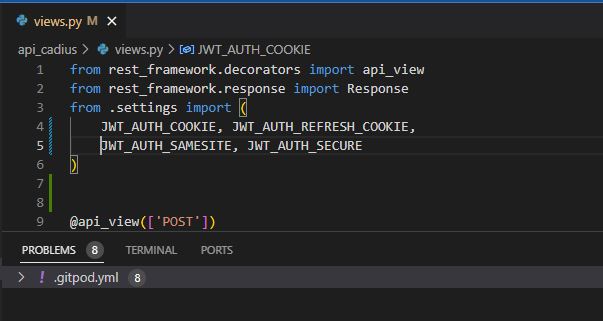 views.py M
api_cadius > views.py > JWT_AUTH_COOKIE
1 from rest_framework.decorators import api_view
2 from rest_framework.response import Response
3 from .settings import (
4     JWT_AUTH_COOKIE, JWT_AUTH_REFRESH_COOKIE,
5     JWT_AUTH_SAMESITE, JWT_AUTH_SECURE
6 )
7
8
9 @api_view(['POST'])
PROBLEMS 8 TERMINAL PORTS
> ! .gitpod.yml 8